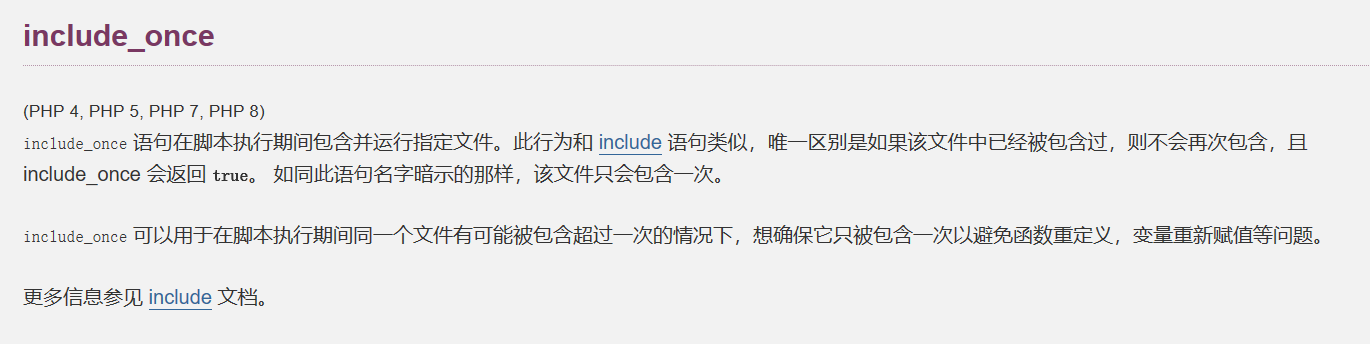 include_once
(PHP 4, PHP 5, PHP 7, PHP 8)
include_once 语句在脚本执行期间包含并运行指定文件。此行为和 include 语句类似，唯一区别是如果该文件中已经被包含过，则不会再次包含，且
include_once 会返回 true。 如同此语句名字暗示的那样，该文件只会包含一次。
include_once 可以用于在脚本执行期间同一个文件有可能被包含超过一次的情况下，想确保它只被包含一次以避免函数重定义，变量重新赋值等问题。
更多信息参见 include 文档。